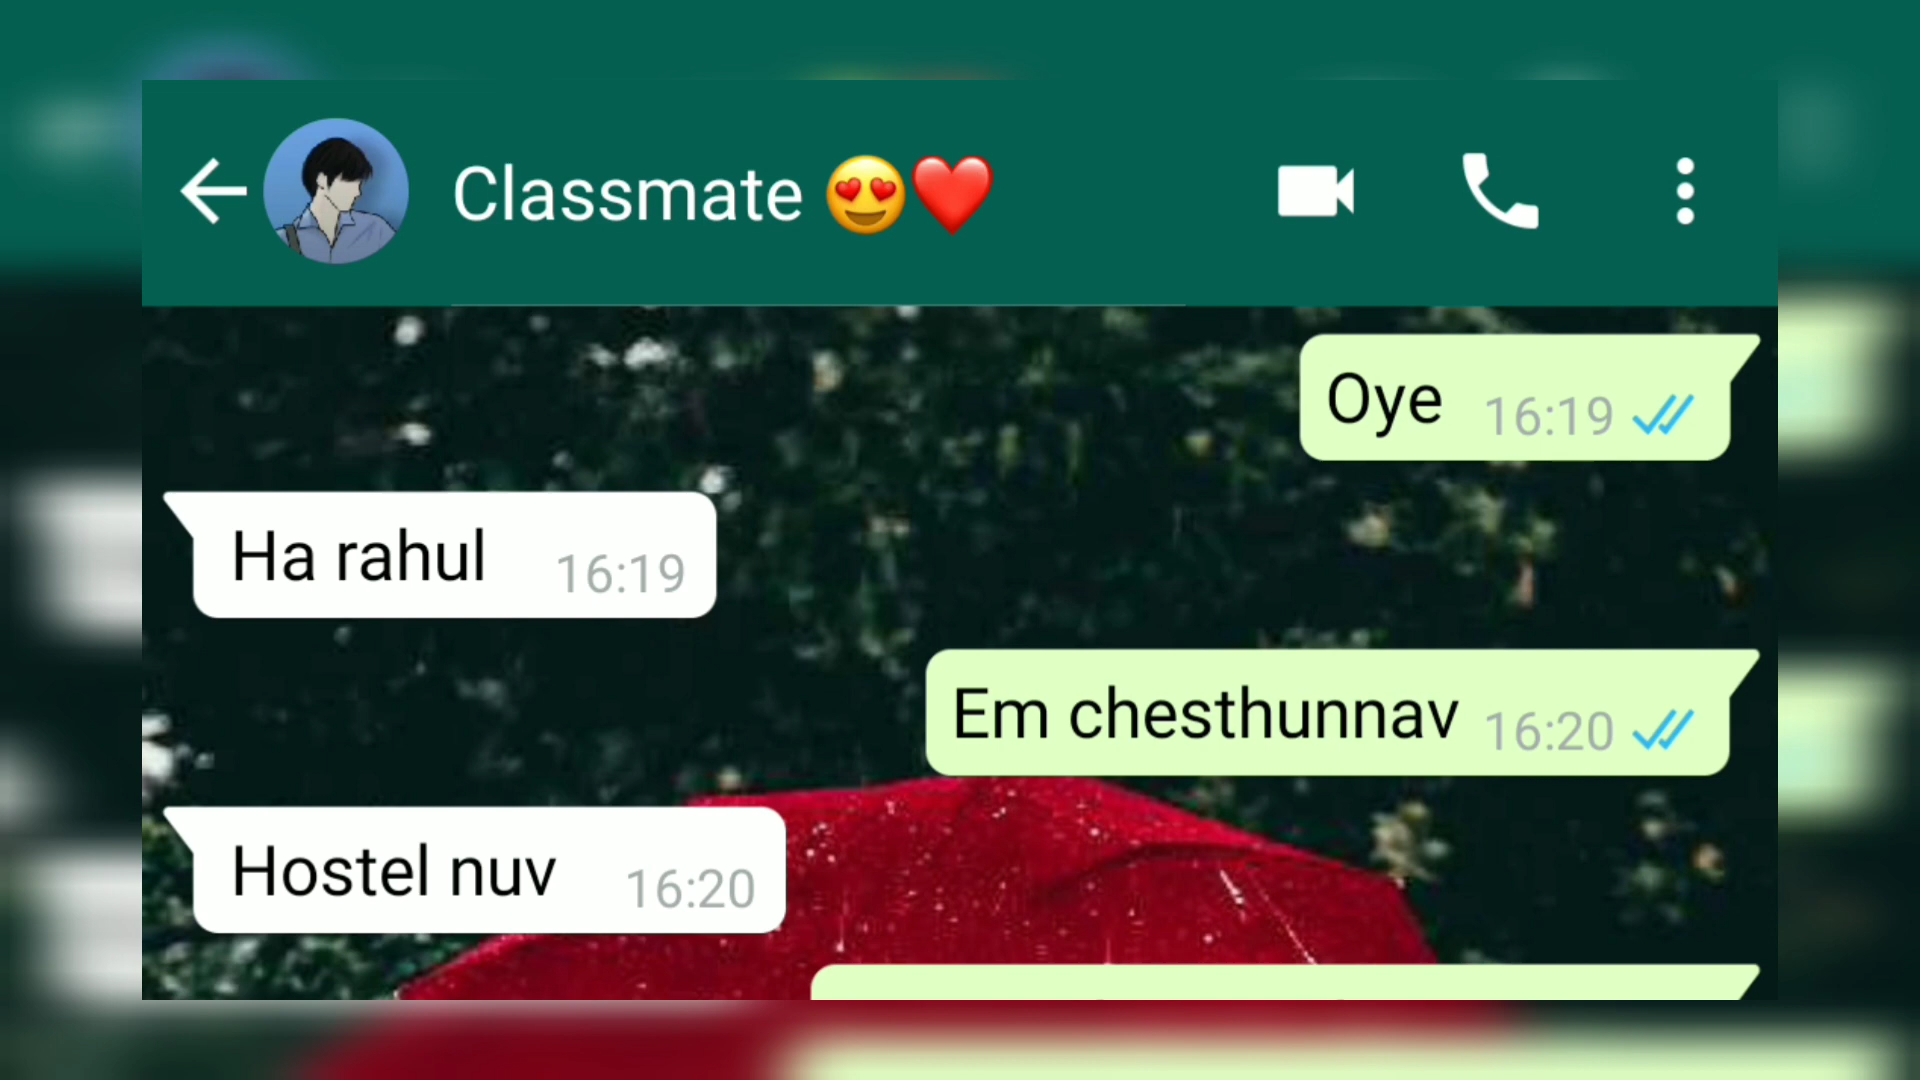 Classmate 😍❤️
Oye 16:19
Ha rahul 16:19
Em chesthunnav 16:20
Hostel nuv 16:20